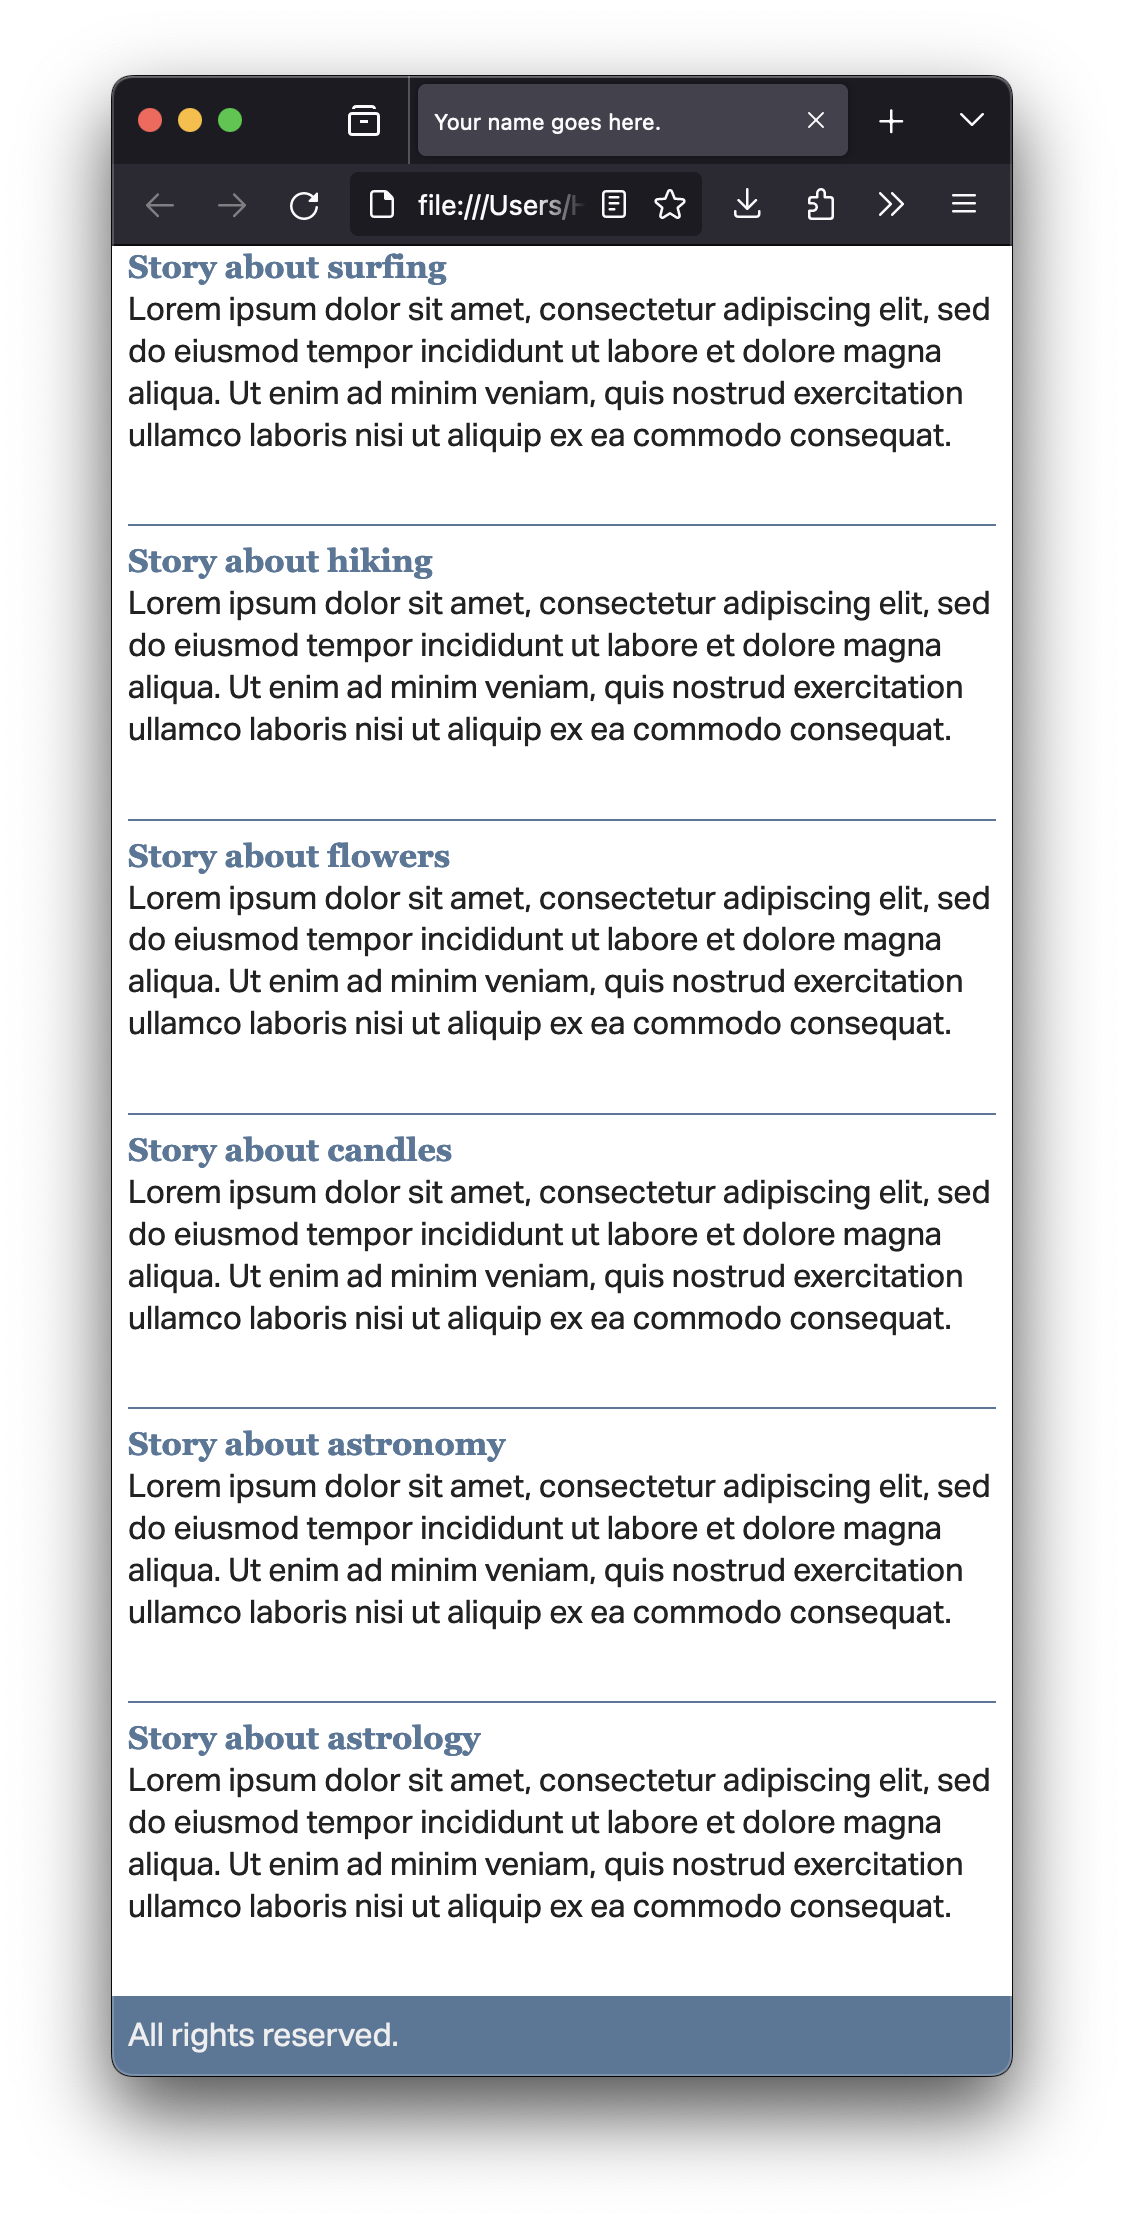 Your name goes here.
file:///Users/
Story about surfing
Lorem ipsum dolor sit amet, consectetur adipiscing elit, sed
do eiusmod tempor incididunt ut labore et dolore magna
aliqua. Ut enim ad minim veniam, quis nostrud exercitation
ullamco laboris nisi ut aliquip ex ea commodo consequat.
Story about hiking
Lorem ipsum dolor sit amet, consectetur adipiscing elit, sed
do eiusmod tempor incididunt ut labore et dolore magna
aliqua. Ut enim ad minim veniam, quis nostrud exercitation
ullamco laboris nisi ut aliquip ex ea commodo consequat.
Story about flowers
Lorem ipsum dolor sit amet, consectetur adipiscing elit, sed
do eiusmod tempor incididunt ut labore et dolore magna
aliqua. Ut enim ad minim veniam, quis nostrud exercitation
ullamco laboris nisi ut aliquip ex ea commodo consequat.
Story about candles
Lorem ipsum dolor sit amet, consectetur adipiscing elit, sed
do eiusmod tempor incididunt ut labore et dolore magna
aliqua. Ut enim ad minim veniam, quis nostrud exercitation
ullamco laboris nisi ut aliquip ex ea commodo consequat.
Story about astronomy
Lorem ipsum dolor sit amet, consectetur adipiscing elit, sed
do eiusmod tempor incididunt ut labore et dolore magna
aliqua. Ut enim ad minim veniam, quis nostrud exercitation
ullamco laboris nisi ut aliquip ex ea commodo consequat.
Story about astrology
Lorem ipsum dolor sit amet, consectetur adipiscing elit, sed
do eiusmod tempor incididunt ut labore et dolore magna
aliqua. Ut enim ad minim veniam, quis nostrud exercitation
ullamco laboris nisi ut aliquip ex ea commodo consequat.
All rights reserved.